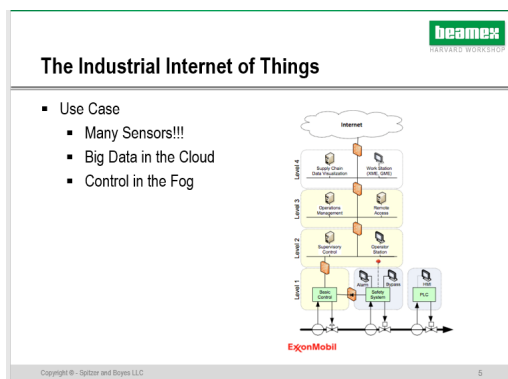 beamex
HARVARD WORKSHOP
The Industrial Internet of Things
▪ Use Case
▪ Many Sensors!!!
▪ Big Data in the Cloud
▪ Control in the Fog
Internet
Level 4
Supply Chain
Data Visualization
Work Station
(XME, GME)
Level 3
Operations
Management
Remote
Access
Level 2
Supervisory
Control
Operator
Station
Level 1
Alarm
Bypass
HMI
Basic
Control
Safety
System
PLC
ExxonMobil
Copyright © - Spitzer and Boyes LLC
5